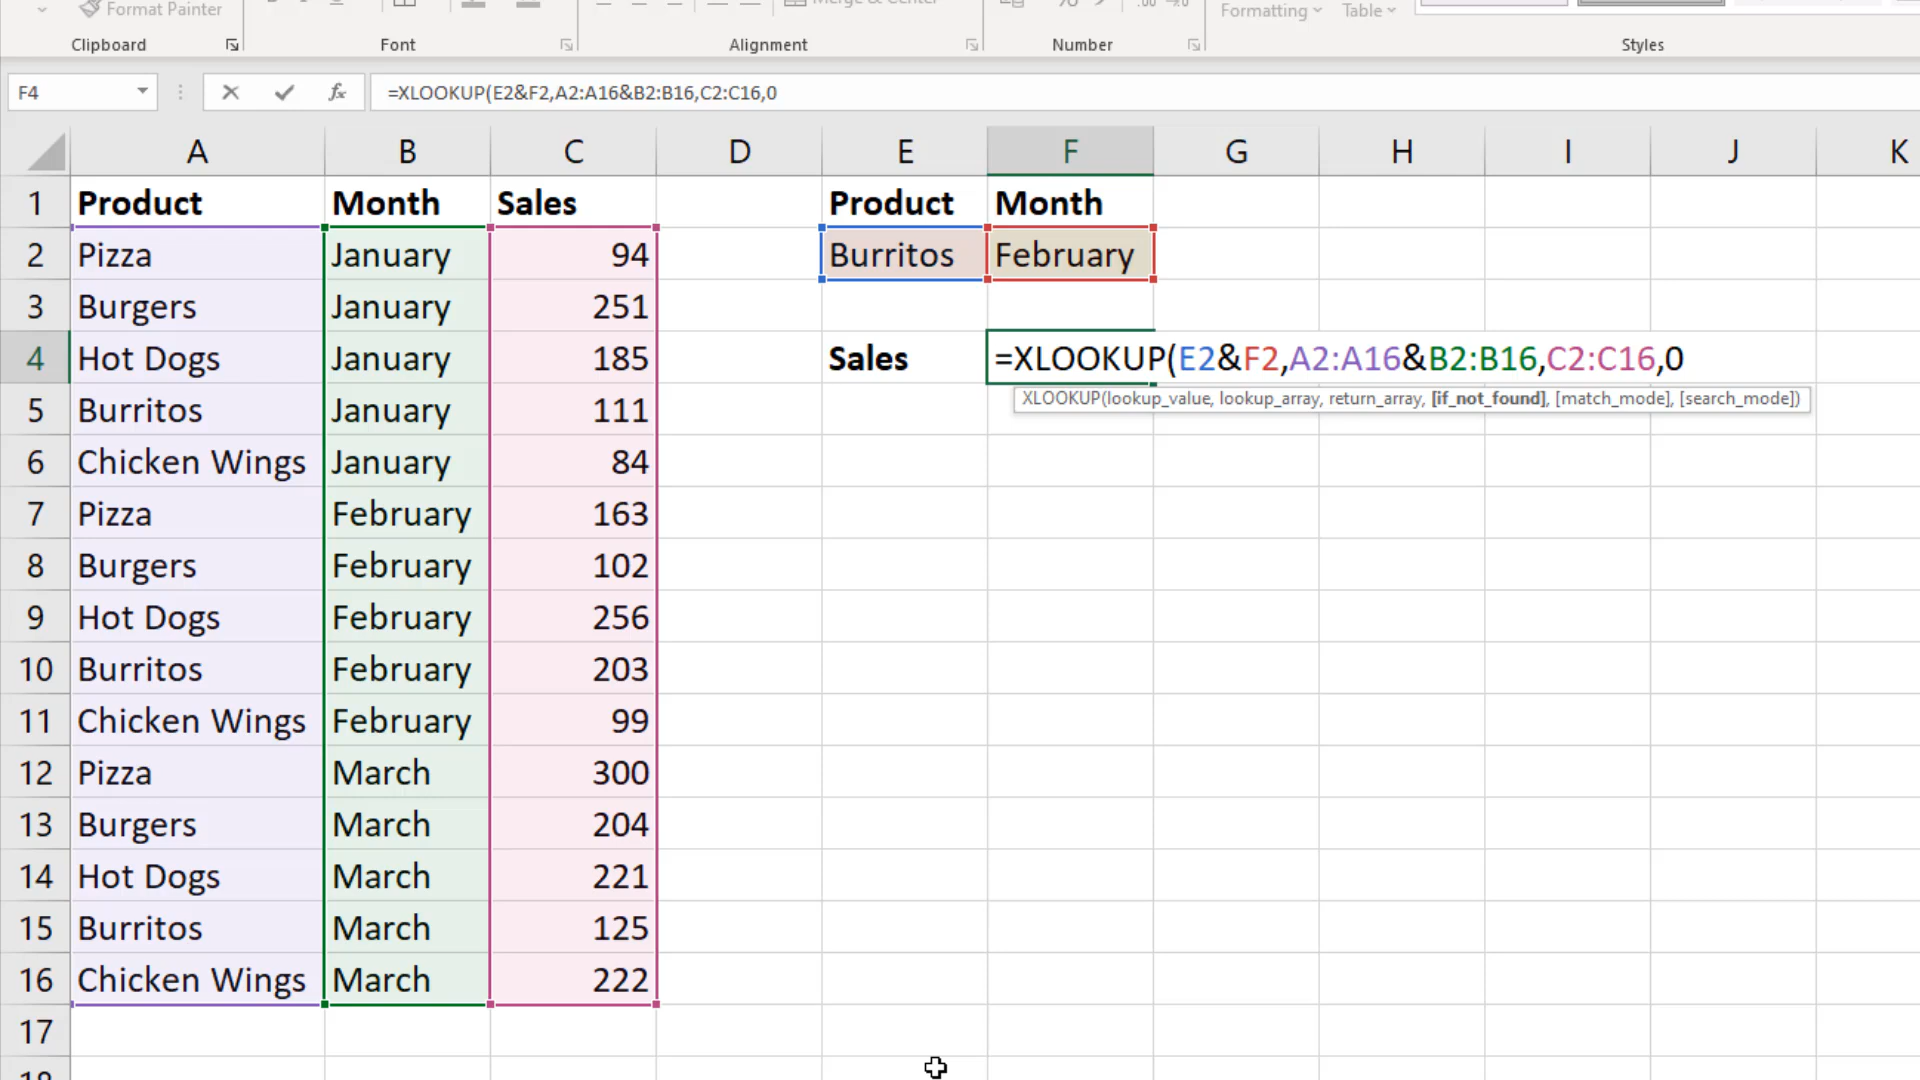 Format Painter
Merge & Center
Formatting
Table
Clipboard
Font
Alignment
Number
Styles
F4
fx
=XLOOKUP(E2&F2,A2:A16&B2:B16,C2:C16,0
A B C D E F G H I J K
1 Product Month Sales Product Month
2 Pizza January 94 Burritos February
3 Burgers January 251
4 Hot Dogs January 185 Sales =XLOOKUP(E2&F2,A2:A16&B2:B16,C2:C16,0
XLOOKUP(lookup_value, lookup_array, return_array, [if_not_found], [match_mode], [search_mode])
5 Burritos January 111
6 Chicken Wings January 84
7 Pizza February 163
8 Burgers February 102
9 Hot Dogs February 256
10 Burritos February 203
11 Chicken Wings February 99
12 Pizza March 300
13 Burgers March 204
14 Hot Dogs March 221
15 Burritos March 125
16 Chicken Wings March 222
17
18